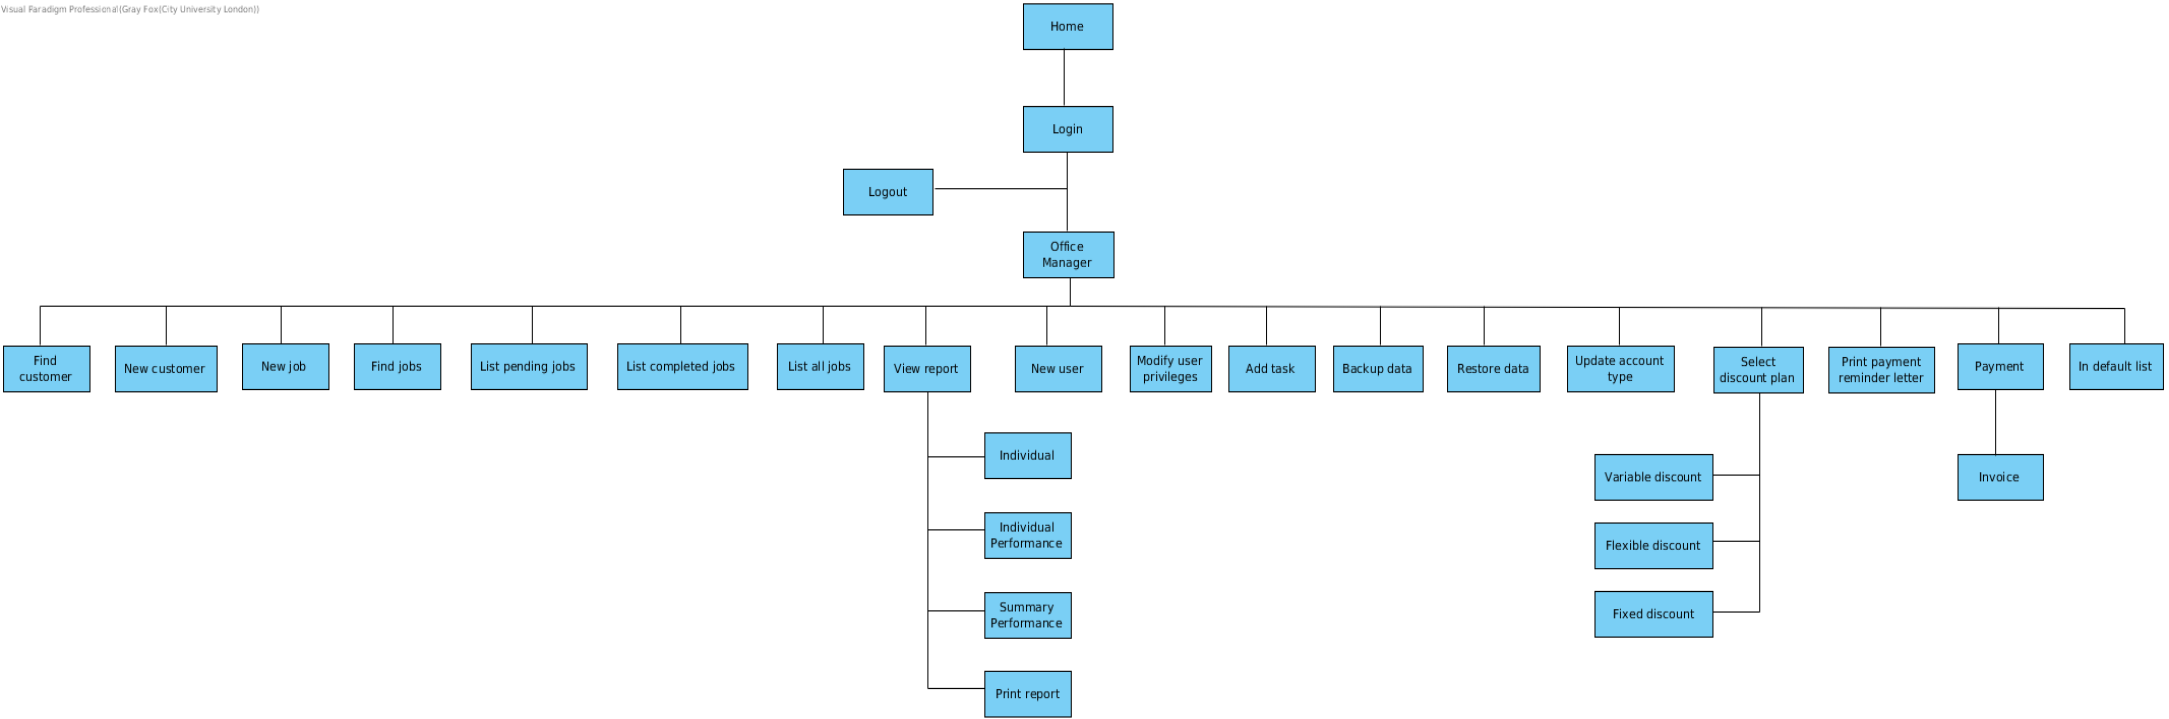 Visual Paradigm Professional(Gray Fox(City University London))
Home
Login
Logout
Office
Manager
Find
customer
New customer
New job
Find jobs
List pending jobs
List completed jobs
List all jobs
View report
New user
Modify user
privileges
Add task
Backup data
Restore data
Update account
type
Select
discount plan
Print payment
reminder letter
Payment
In default list
Individual
Individual
Performance
Summary
Performance
Print report
Variable discount
Flexible discount
Fixed discount
Invoice